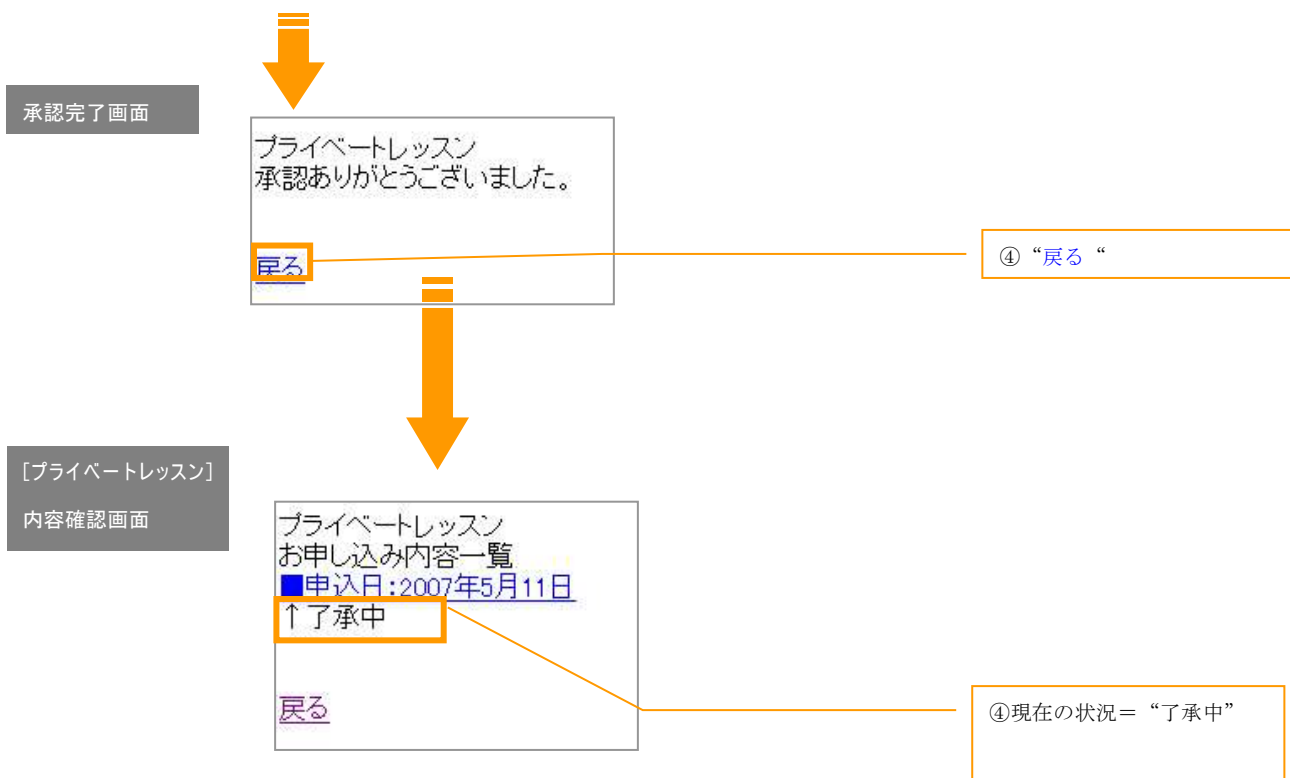 承認完了画面
プライベートレッスン
承認ありがとうございました。
戻る
④“戻る“
[プライベートレッスン]
内容確認画面
プライベートレッスン
お申し込み内容一覧
■申込日:2007年5月11日
↑了承中
戻る
④現在の状況＝“了承中”